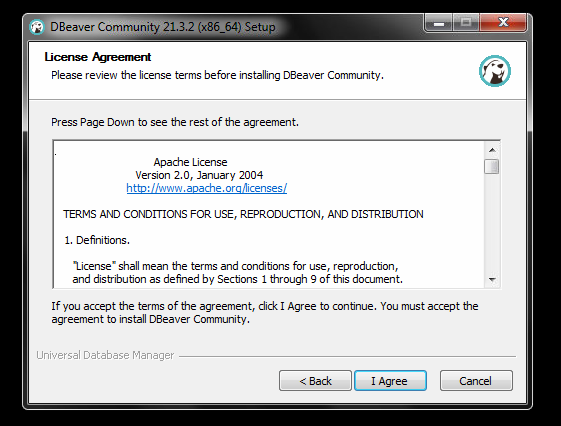 DBeaver Community 21.3.2 (x86_64) Setup
License Agreement
Please review the license terms before installing DBeaver Community.
Press Page Down to see the rest of the agreement.
Apache License
Version 2.0, January 2004
http://www.apache.org/licenses/
TERMS AND CONDITIONS FOR USE, REPRODUCTION, AND DISTRIBUTION
1. Definitions.
"License" shall mean the terms and conditions for use, reproduction,
and distribution as defined by Sections 1 through 9 of this document.
If you accept the terms of the agreement, click I Agree to continue. You must accept the
agreement to install DBeaver Community.
Universal Database Manager
< Back I Agree Cancel